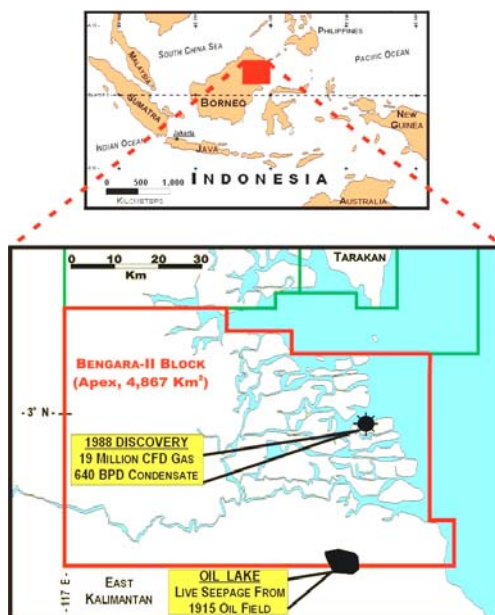 PHILIPPINES
SOUTH CHINA SEA
PACIFIC OCEAN
MALAYSIA
SUMATRA
BORNEO
NEW
GUINEA
Jakarta
INDIAN OCEAN
JAVA
INDONESIA
0 500 1,000
KILOMETERS
AUSTRALIA
0 10 20 30
Km
TARAKAN
BENGARA-II BLOCK
(APEX, 4,867 KM²)
- 3° N
1988 DISCOVERY
19 MILLION CFD GAS
640 BPD CONDENSATE
OIL LAKE
LIVE SEEPAGE FROM
1915 OIL FIELD
EAST
KALIMANTAN
117 E -